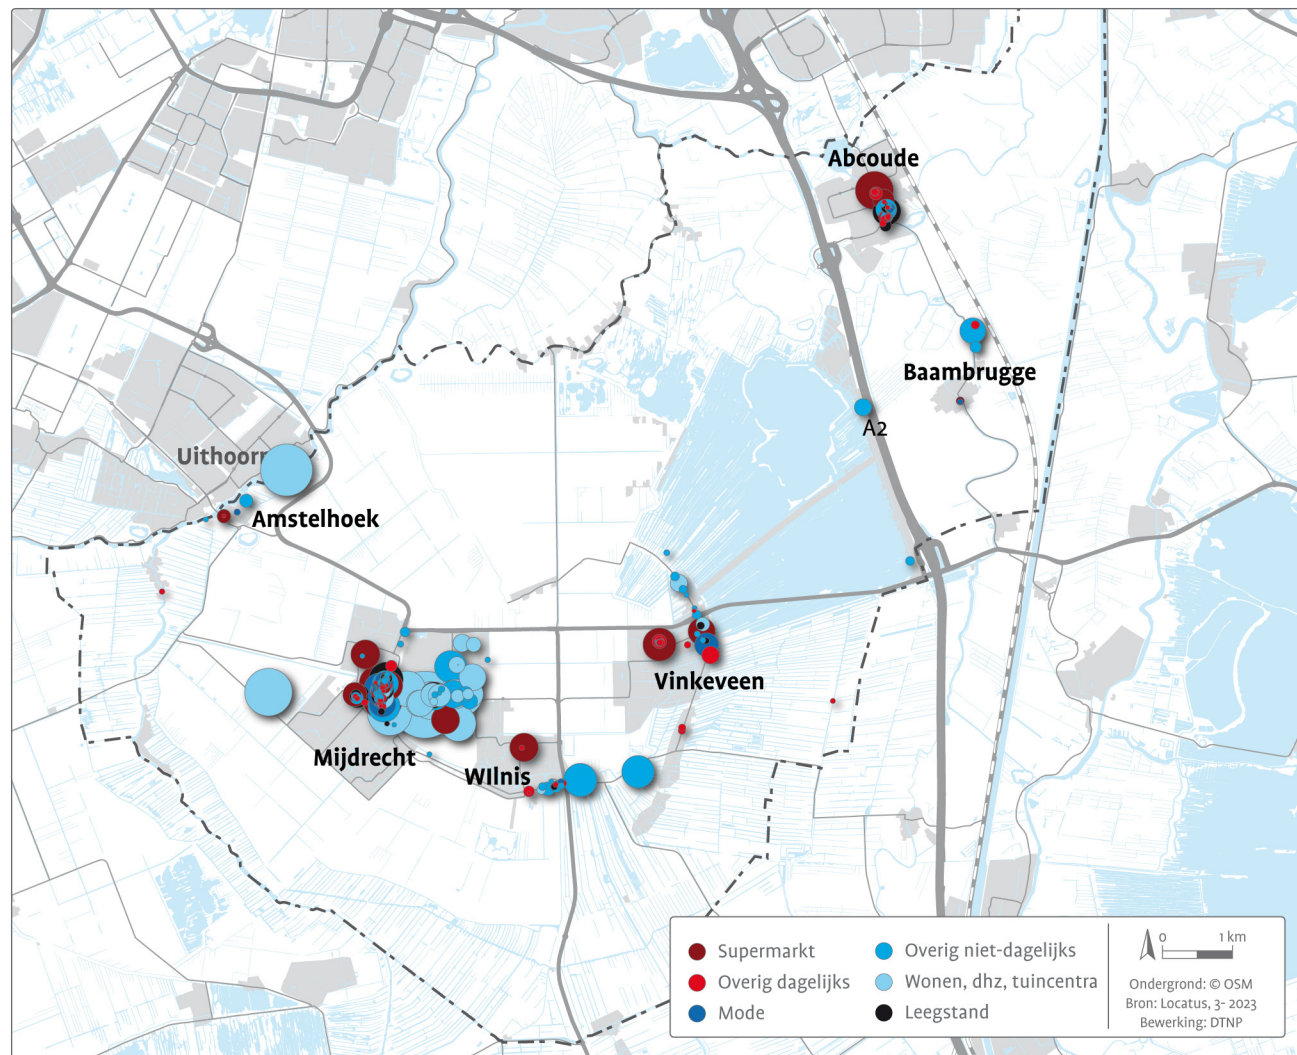 Abcoude
Baambrugge
A2
Uithoorn
Amstelhoek
Vinkeveen
Mijdrecht
WIlnis
Supermarkt
Overig dagelijks
Mode
Overig niet-dagelijks
Wonen, dhz, tuincentra
Leegstand
0 1 km
Ondergrond: © OSM
Bron: Locatus, 3- 2023
Bewerking: DTNP